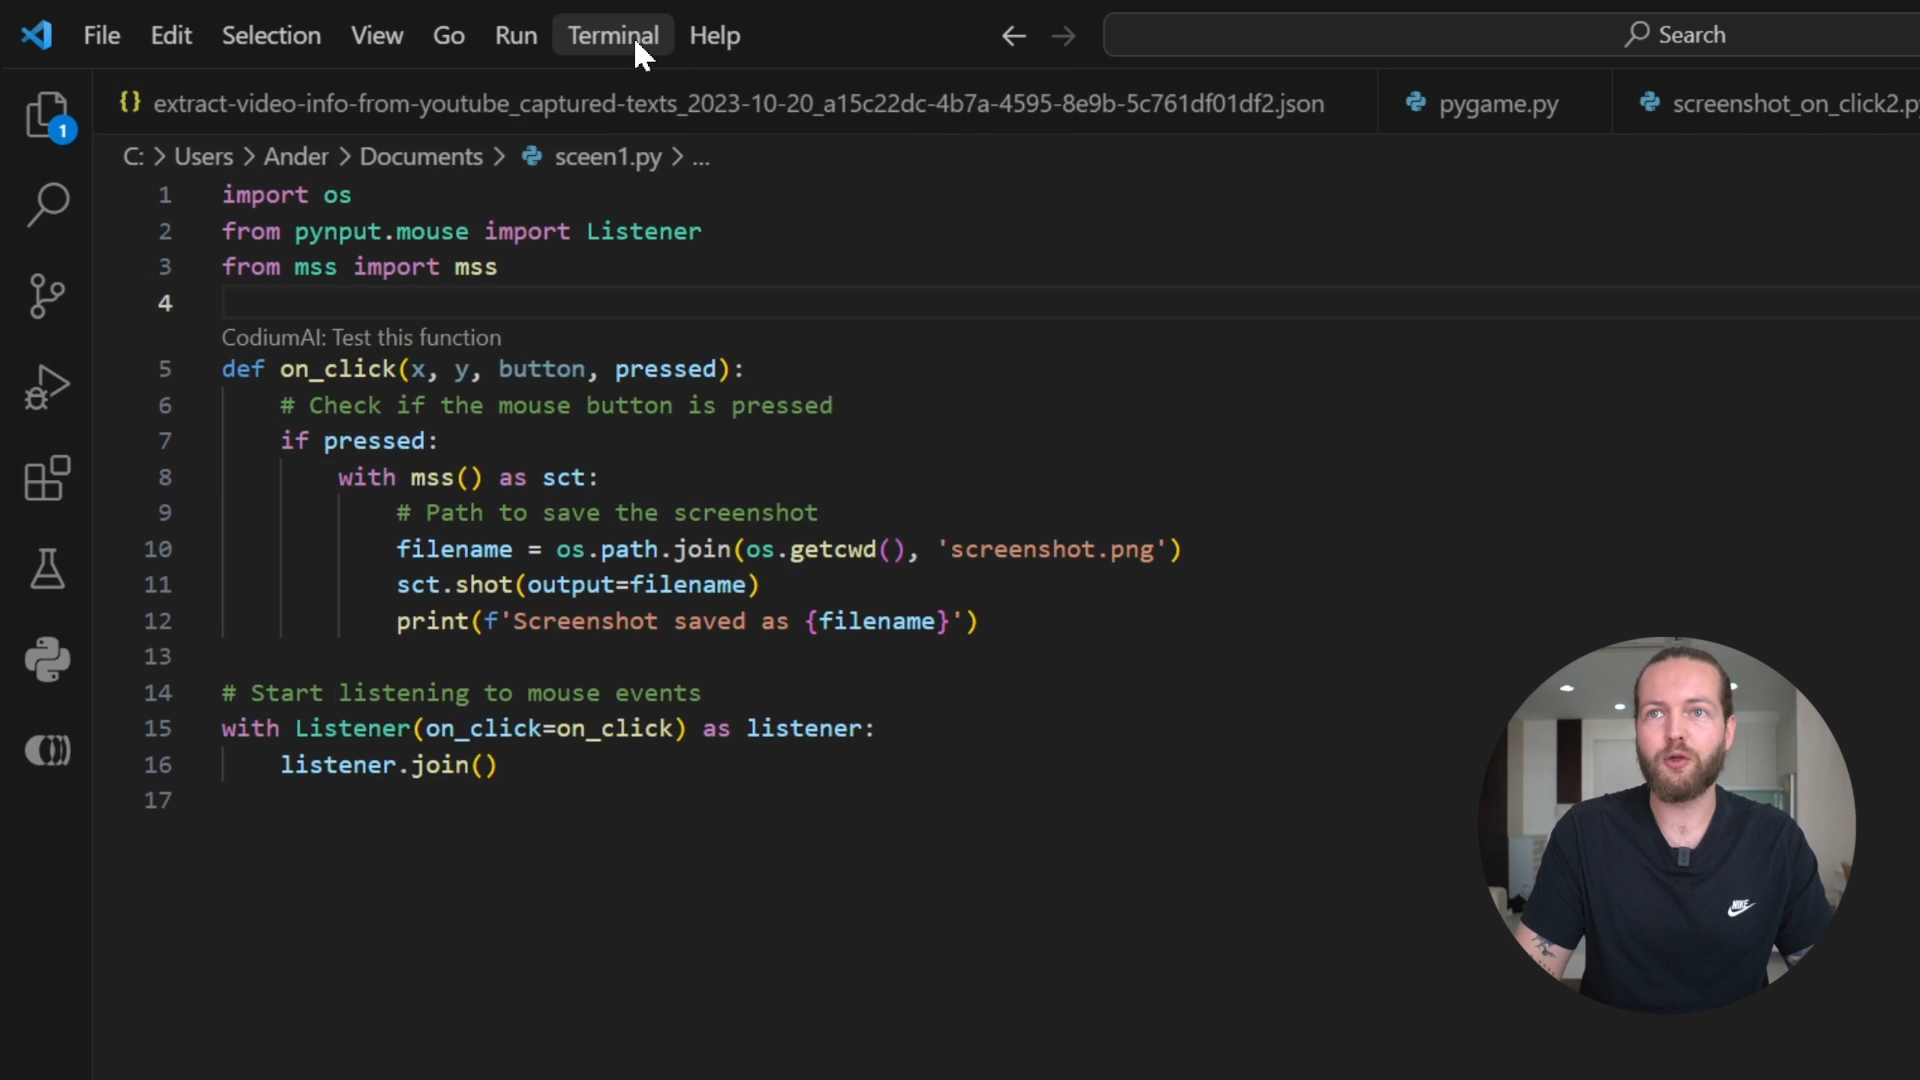 File Edit Selection View Go Run Terminal Help Search
1
{} extract-video-info-from-youtube_captured-texts_2023-10-20_a15c22dc-4b7a-4595-8e9b-5c761df01df2.json pygame.py screenshot_on_click2.py
C: > Users > Ander > Documents > sceen1.py > ...
1 import os
2 from pynput.mouse import Listener
3 from mss import mss
4
CodiumAI: Test this function
5 def on_click(x, y, button, pressed):
6 # Check if the mouse button is pressed
7 if pressed:
8 with mss() as sct:
9 # Path to save the screenshot
10 filename = os.path.join(os.getcwd(), 'screenshot.png')
11 sct.shot(output=filename)
12 print(f'Screenshot saved as {filename}')
13
14 # Start listening to mouse events
15 with Listener(on_click=on_click) as listener:
16 listener.join()
17
NIKE